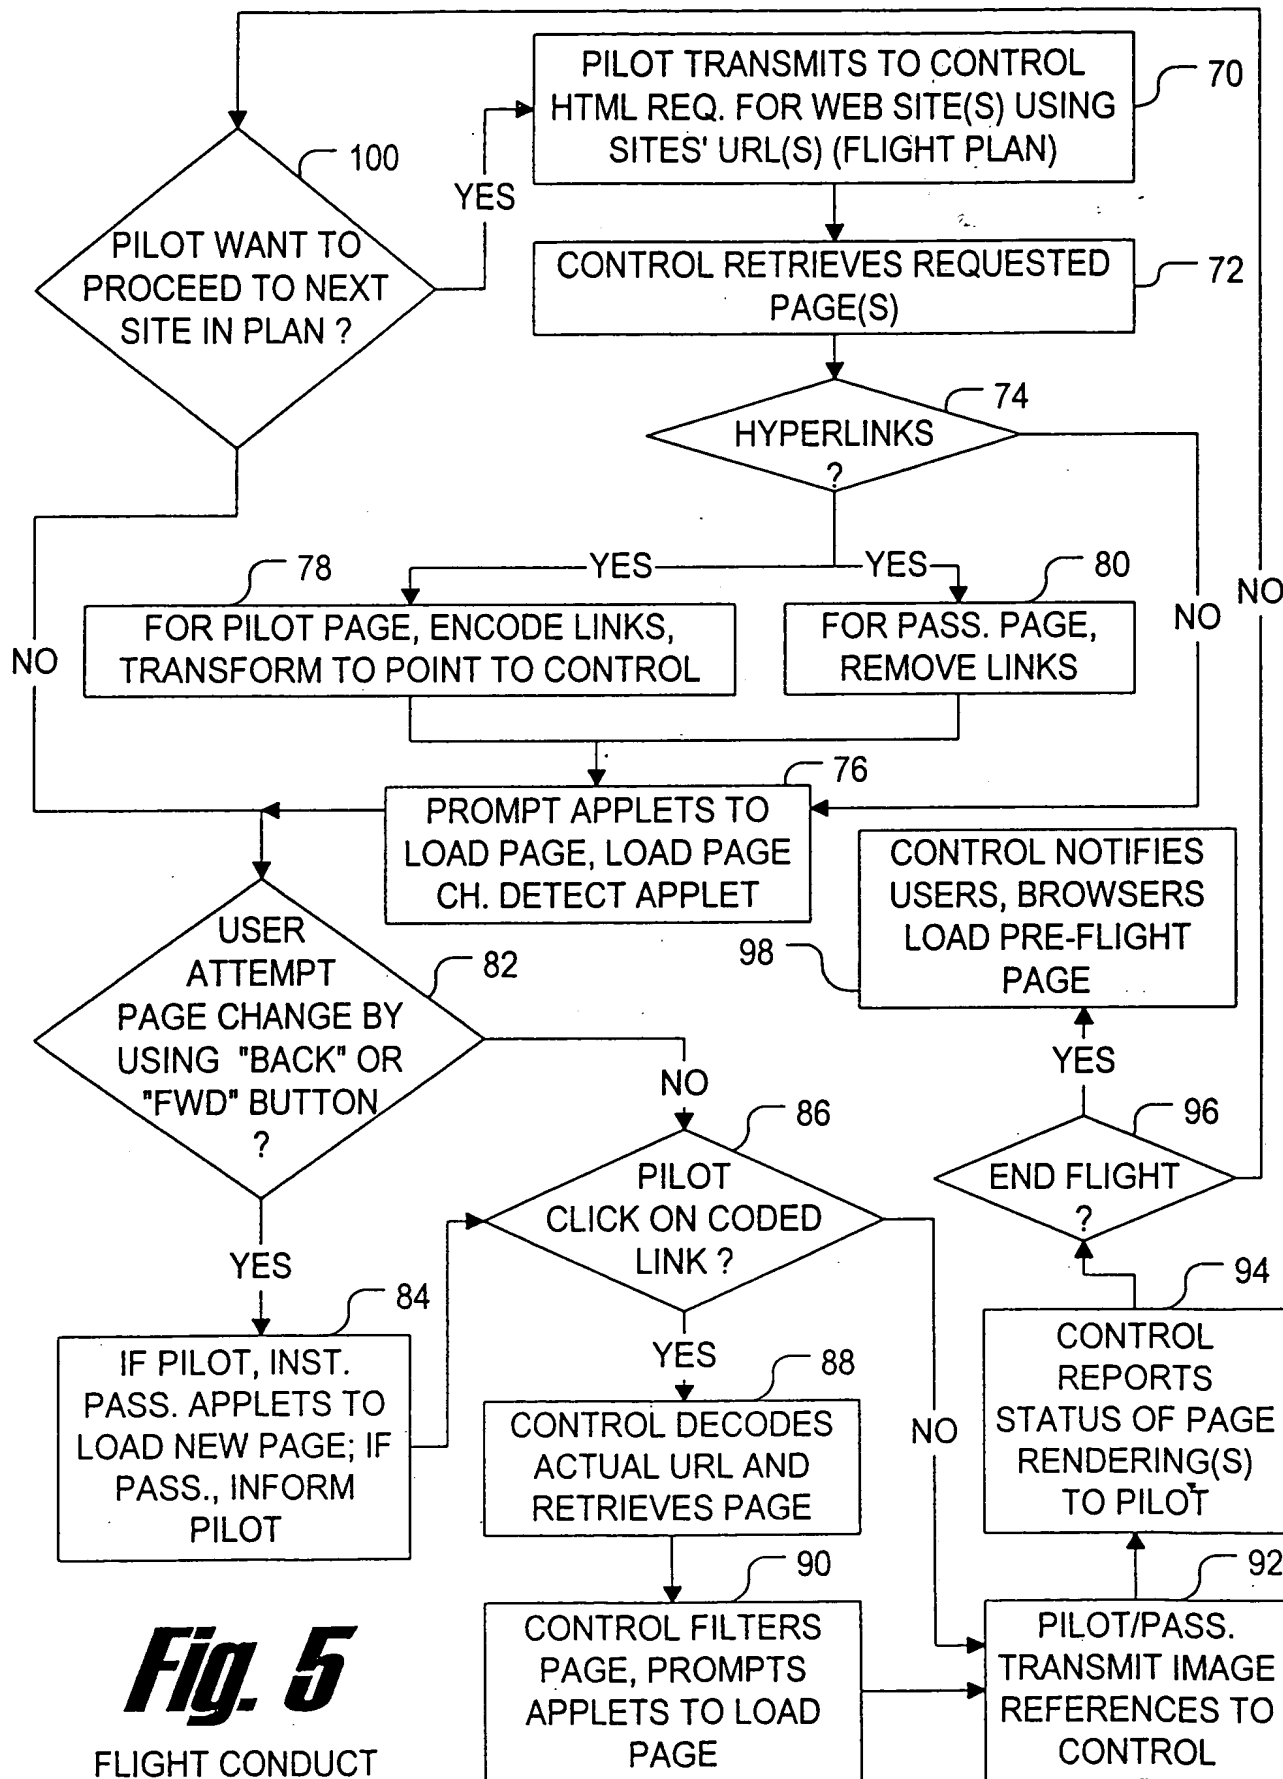 PILOT TRANSMITS TO CONTROL
HTML REQ. FOR WEB SITE(S) USING
SITES' URL(S) (FLIGHT PLAN)
70
100
YES
PILOT WANT TO
PROCEED TO NEXT
SITE IN PLAN ?
CONTROL RETRIEVES REQUESTED
PAGE(S)
72
74
HYPERLINKS
?
78
YES
YES
80
NO
NO
NO
FOR PILOT PAGE, ENCODE LINKS,
TRANSFORM TO POINT TO CONTROL
FOR PASS. PAGE,
REMOVE LINKS
76
PROMPT APPLETS TO
LOAD PAGE, LOAD PAGE
CH. DETECT APPLET
CONTROL NOTIFIES
USERS, BROWSERS
LOAD PRE-FLIGHT
PAGE
98
USER
ATTEMPT
PAGE CHANGE BY
USING "BACK" OR
"FWD" BUTTON
?
82
NO
YES
86
96
PILOT
CLICK ON CODED
LINK ?
END FLIGHT
?
YES
84
94
IF PILOT, INST.
PASS. APPLETS TO
LOAD NEW PAGE; IF
PASS., INFORM
PILOT
YES
88
CONTROL DECODES
ACTUAL URL AND
RETRIEVES PAGE
NO
CONTROL
REPORTS
STATUS OF PAGE
RENDERING(S)
TO PILOT
90
92
CONTROL FILTERS
PAGE, PROMPTS
APPLETS TO LOAD
PAGE
PILOT/PASS.
TRANSMIT IMAGE
REFERENCES TO
CONTROL
Fig. 5
FLIGHT CONDUCT